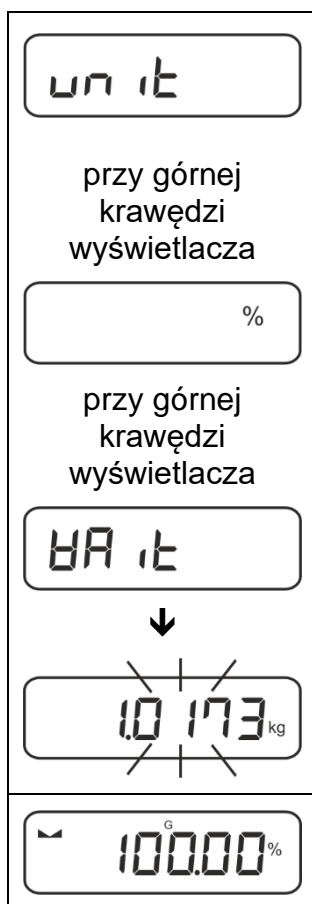 unit
przy górnej
krawędzi
wyświetlacza
%
przy górnej
krawędzi
wyświetlacza
WAit
1.0173 kg
G
100.00 %